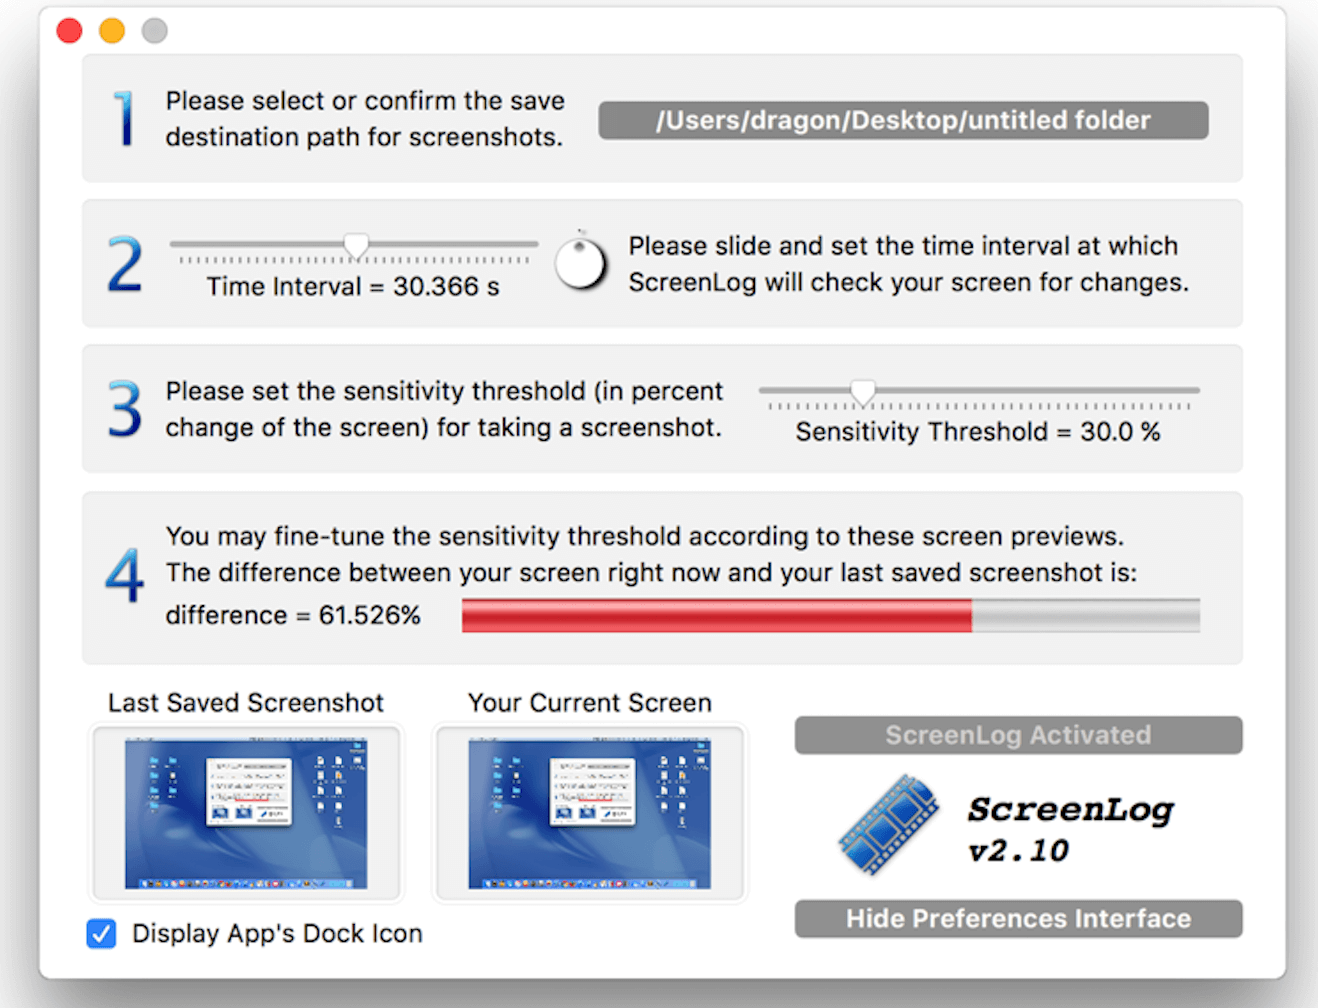 1
Please select or confirm the save
destination path for screenshots.
/Users/dragon/Desktop/untitled folder
2
Time Interval = 30.366 s
Please slide and set the time interval at which
ScreenLog will check your screen for changes.
3
Please set the sensitivity threshold (in percent
change of the screen) for taking a screenshot.
Sensitivity Threshold = 30.0 %
4
You may fine-tune the sensitivity threshold according to these screen previews.
The difference between your screen right now and your last saved screenshot is:
difference = 61.526%
Last Saved Screenshot
Your Current Screen
ScreenLog Activated
ScreenLog
v2.10
Hide Preferences Interface
Display App's Dock Icon